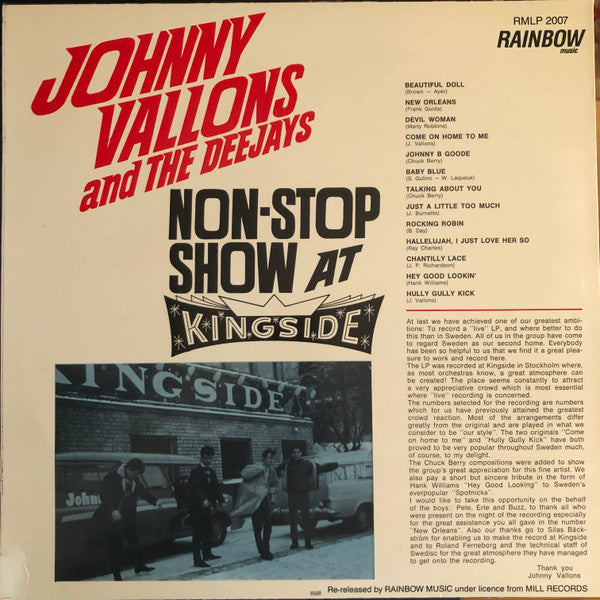 RMLP 2007
RAINBOW
music
JOHNNY
VALLONS
and THE DEEJAYS
NON-STOP
SHOW AT
KINGSIDE
BEAUTIFUL DOLL
(Brown – Ayer)
NEW ORLEANS
(Frank Guida)
DEVIL WOMAN
(Marty Robbins)
COME ON HOME TO ME
(J. Vallons)
JOHNNY B GOODE
(Chuck Berry)
BABY BLUE
(S. Gulino – W. Laquoux)
TALKING ABOUT YOU
(Chuck Berry)
JUST A LITTLE TOO MUCH
(J. Burnette)
ROCKING ROBIN
(B. Day)
HALLELUJAH, I JUST LOVE HER SO
(Ray Charles)
CHANTILLY LACE
(J. P. Richardson)
HEY GOOD LOOKIN'
(Hank Williams)
HULLY GULLY KICK
(J. Vallons)
At last we have achieved one of our greatest ambi-
tions: To record a "live" LP, and where better to do
this than in Sweden. All of us in the group have come
to regard Sweden as our second home. Everybody
has been so helpful to us that we find it a great plea-
sure to work and record here.
The LP was recorded at Kingside in Stockholm where,
as most orchestras know, a great atmosphere can
be created! The place seems constantly to attract
a very appreciative crowd which is most essential
where "live" recording is concerned.
The numbers selected for the recording are numbers
which for us have previously attained the greatest
crowd reaction. Most of the arrangements differ
greatly from the original and are played in what we
consider to be "our style". The two originals "Come
on home to me" and "Hully Gully Kick" have both
proved to be very popular throughout Sweden much,
of course, to my delight.
The Chuck Berry compositions were added to show
the group's great appreciation for this fine artist. We
also pay a short but sincere tribute in the form of
Hank Williams "Hey Good Looking" to Sweden's
everpopular "Spotnicks".
I would like to take this opportunity on the behalf
of the boys:: Pete, Erle and Buzz, to thank all who
were present on the night of the recording especially
for the great assistance you all gave in the number
"New Orleans". Also our thanks go to Silas Bäck-
ström for enabling us to make the record at Kingside
and to Roland Ferneborg and the technical staff of
Swedisc for the great atmosphere they have managed
to get onto the recording.
Thank you
Johnny Vallons
INGSIDE
John
Re-released by RAINBOW MUSIC under licence from MILL RECORDS